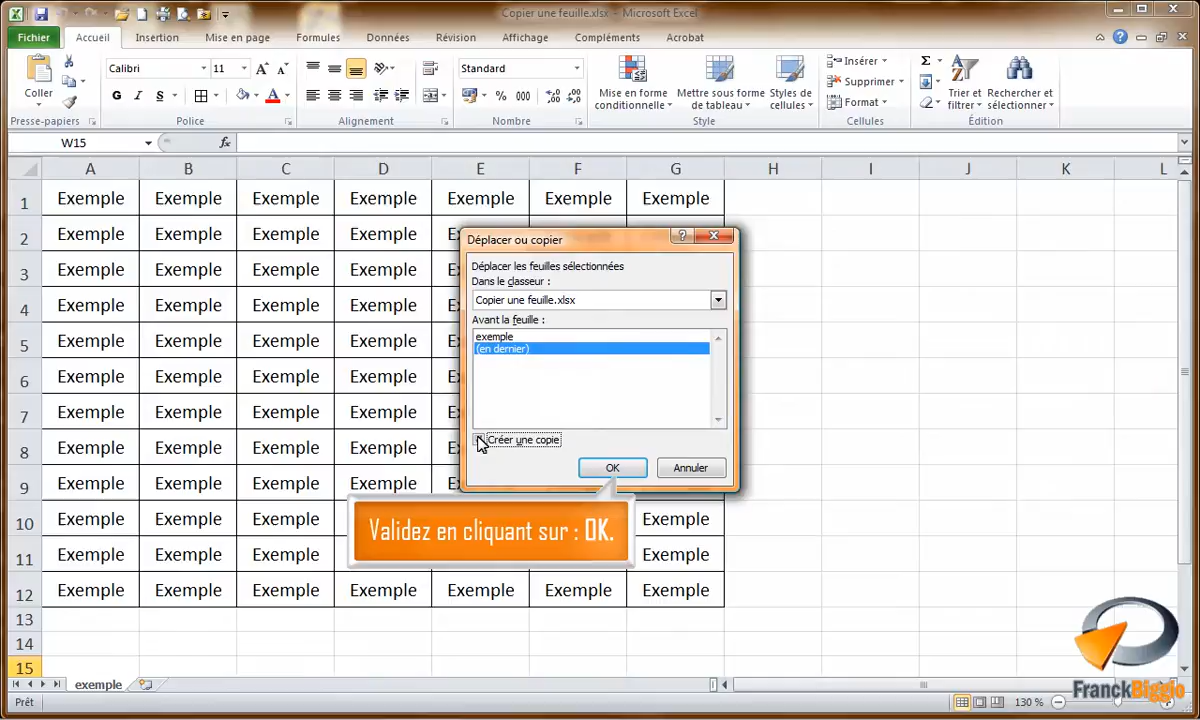 Copier une feuille.xlsx - Microsoft Excel
Fichier Accueil Insertion Mise en page Formules Données Révision Affichage Compléments Acrobat
Coller
Calibri 11
G I S
Standard
% 000
Mise en forme conditionnelle
Mettre sous forme de tableau
Styles de cellules
Insérer
Supprimer
Format
Σ
Trier et filtrer
Rechercher et sélectionner
Presse-papiers Police Alignement Nombre Style Cellules Édition
W15 fx
A B C D E F G H I J K L
1 Exemple Exemple Exemple Exemple Exemple Exemple Exemple
2 Exemple Exemple Exemple Exemple
3 Exemple Exemple Exemple Exemple
4 Exemple Exemple Exemple Exemple
5 Exemple Exemple Exemple Exemple
6 Exemple Exemple Exemple Exemple
7 Exemple Exemple Exemple Exemple
8 Exemple Exemple Exemple Exemple
9 Exemple Exemple Exemple Exemple
10 Exemple Exemple Exemple Exemple
11 Exemple Exemple Exemple Exemple
12 Exemple Exemple Exemple Exemple Exemple Exemple Exemple
13
14
15
Déplacer ou copier
Déplacer les feuilles sélectionnées
Dans le classeur :
Copier une feuille.xlsx
Avant la feuille :
exemple
(en dernier)
Créer une copie
OK Annuler
Validez en cliquant sur : OK.
FranckBiggio
exemple
Prêt 130 %